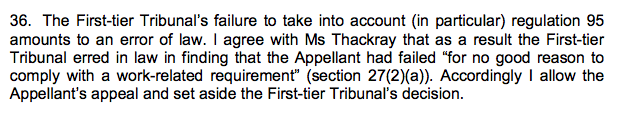 36. The First-tier Tribunal's failure to take into account (in particular) regulation 95
amounts to an error of law. I agree with Ms Thackray that as a result the First-tier
Tribunal erred in law in finding that the Appellant had failed “for no good reason to
comply with a work-related requirement” (section 27(2)(a)). Accordingly I allow the
Appellant's appeal and set aside the First-tier Tribunal's decision.